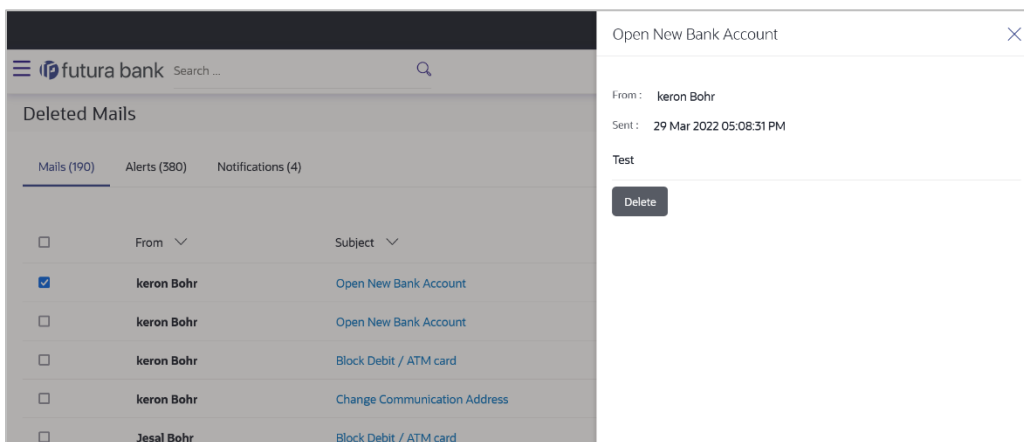 futura bank Search ...
Deleted Mails
Mails (190) Alerts (380) Notifications (4)
From Subject
keron Bohr Open New Bank Account
keron Bohr Open New Bank Account
keron Bohr Block Debit / ATM card
keron Bohr Change Communication Address
Jesal Bohr Block Debit / ATM card
Open New Bank Account
From : keron Bohr
Sent : 29 Mar 2022 05:08:31 PM
Test
Delete